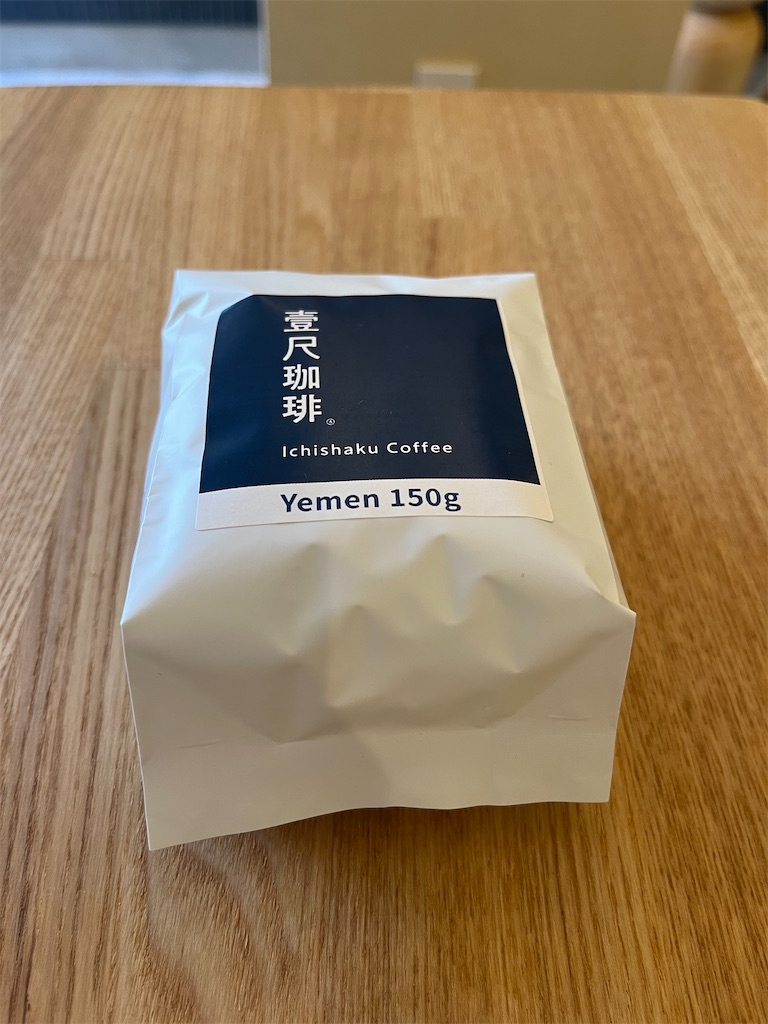 壹尺珈琲
Ichishaku Coffee
Yemen 150g